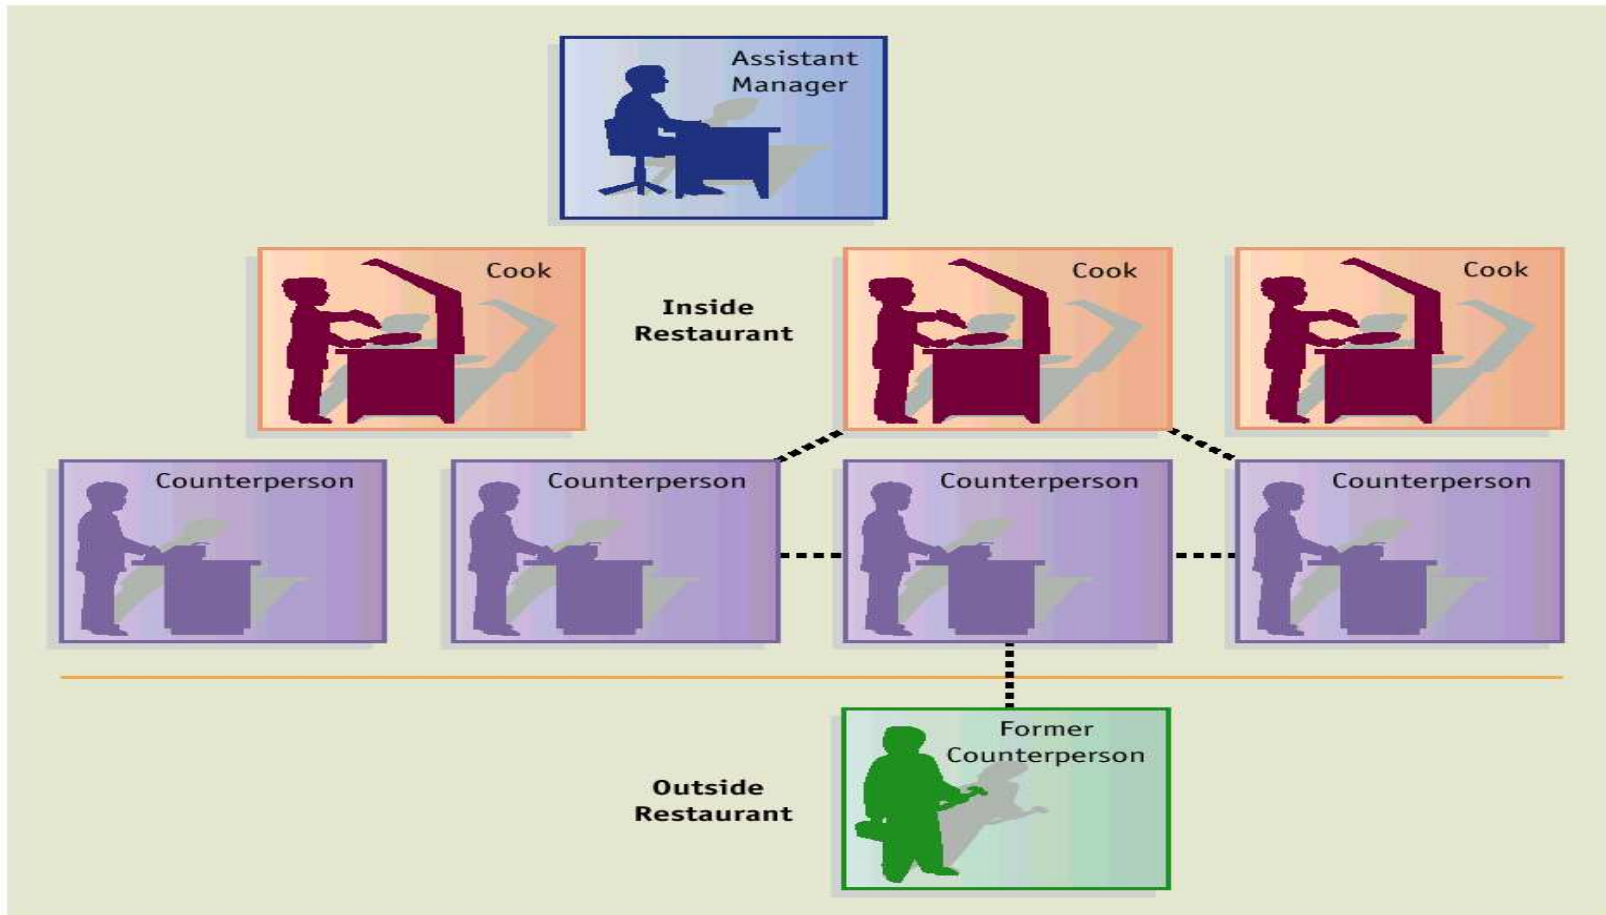 Assistant
Manager
Cook
Inside
Restaurant
Cook
Cook
Counterperson
Counterperson
Counterperson
Counterperson
Former
Counterperson
Outside
Restaurant